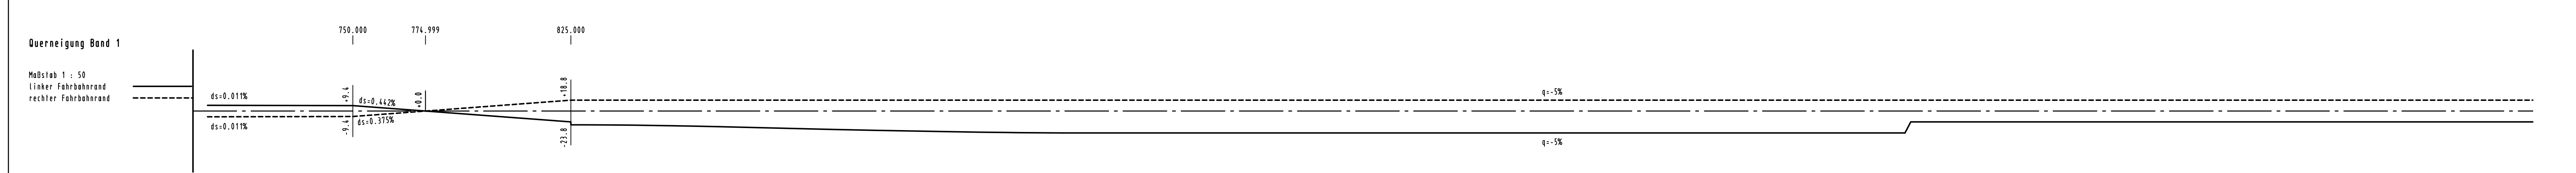 750.000 774.999 825.000
Querneigung Band 1
Maßstab 1 : 50
linker Fahrbahnrand
rechter Fahrbahnrand
ds=0.011%
ds=0.011%
+9.4
-9.4
ds=0.442%
ds=0.375%
+0.0
+18.8
-23.8
q=-5%
q=-5%